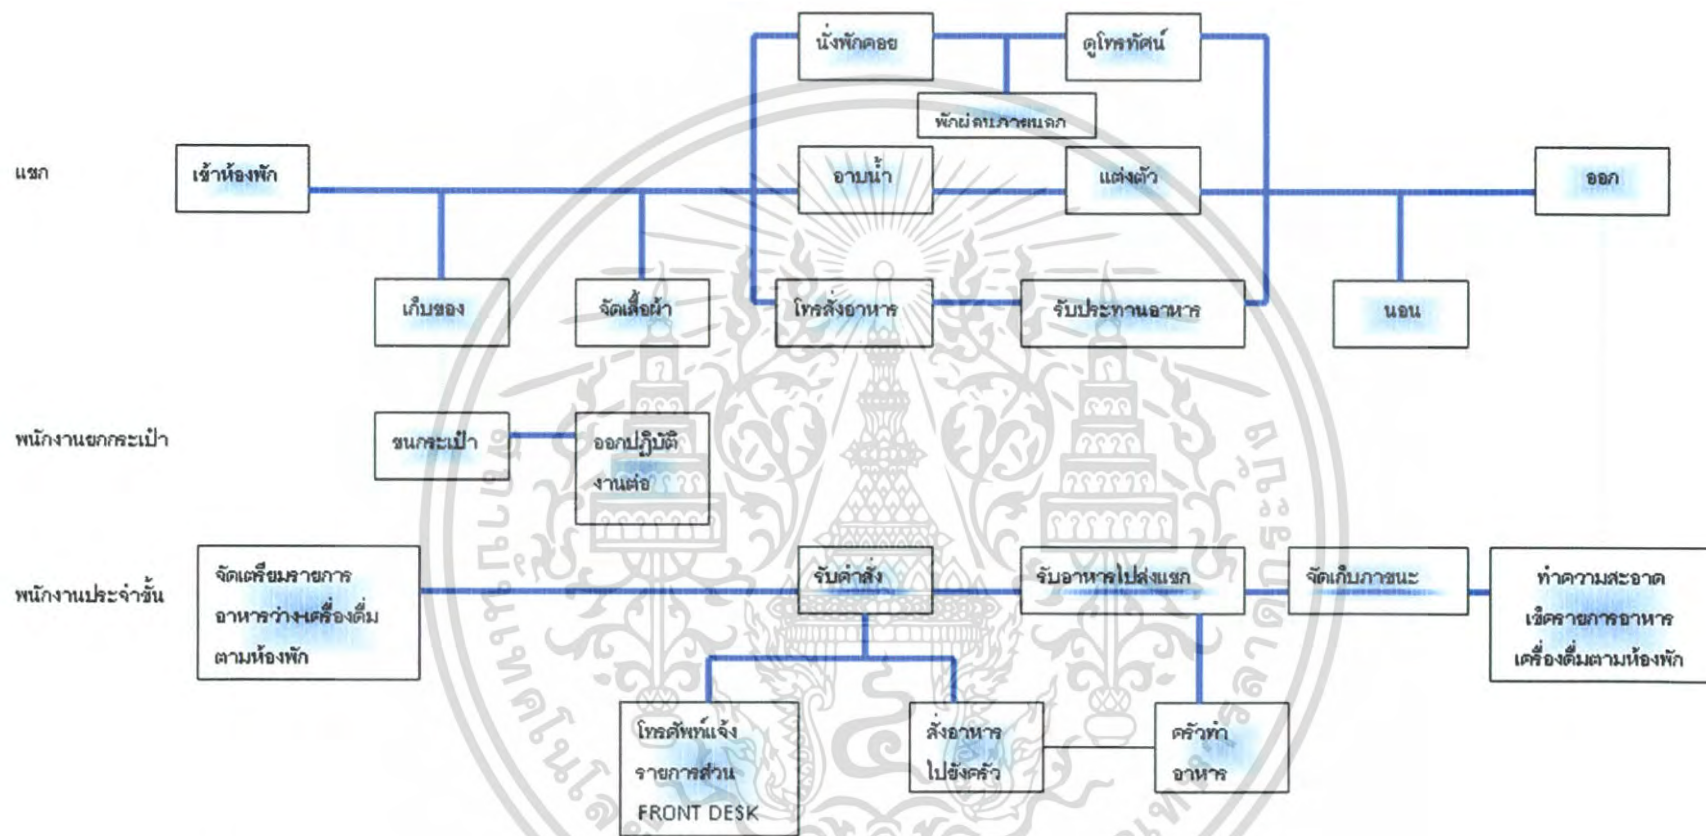 นั่งพักคอย
ดูโทรทัศน์
พักผ่อนภายนอก
แขก
เข้าห้องพัก
อาบน้ำ
แต่งตัว
ออก
เก็บของ
จัดเสื้อผ้า
โทรสั่งอาหาร
รับประทานอาหาร
นอน
พนักงานยกกระเป๋า
ขนกระเป๋า
ออกปฏิบัติ
งานต่อ
พนักงานประจำชั้น
จัดเตรียมรายการ
อาหารว่าง-เครื่องดื่ม
ตามห้องพัก
รับคำสั่ง
รับอาหารไปส่งแขก
จัดเก็บภาชนะ
ทำความสะอาด
เช็ครายการอาหาร
เครื่องดื่มตามห้องพัก
โทรศัพท์แจ้ง
รายการส่วน
FRONT DESK
สั่งอาหาร
ไปยังครัว
ครัวทำ
อาหาร